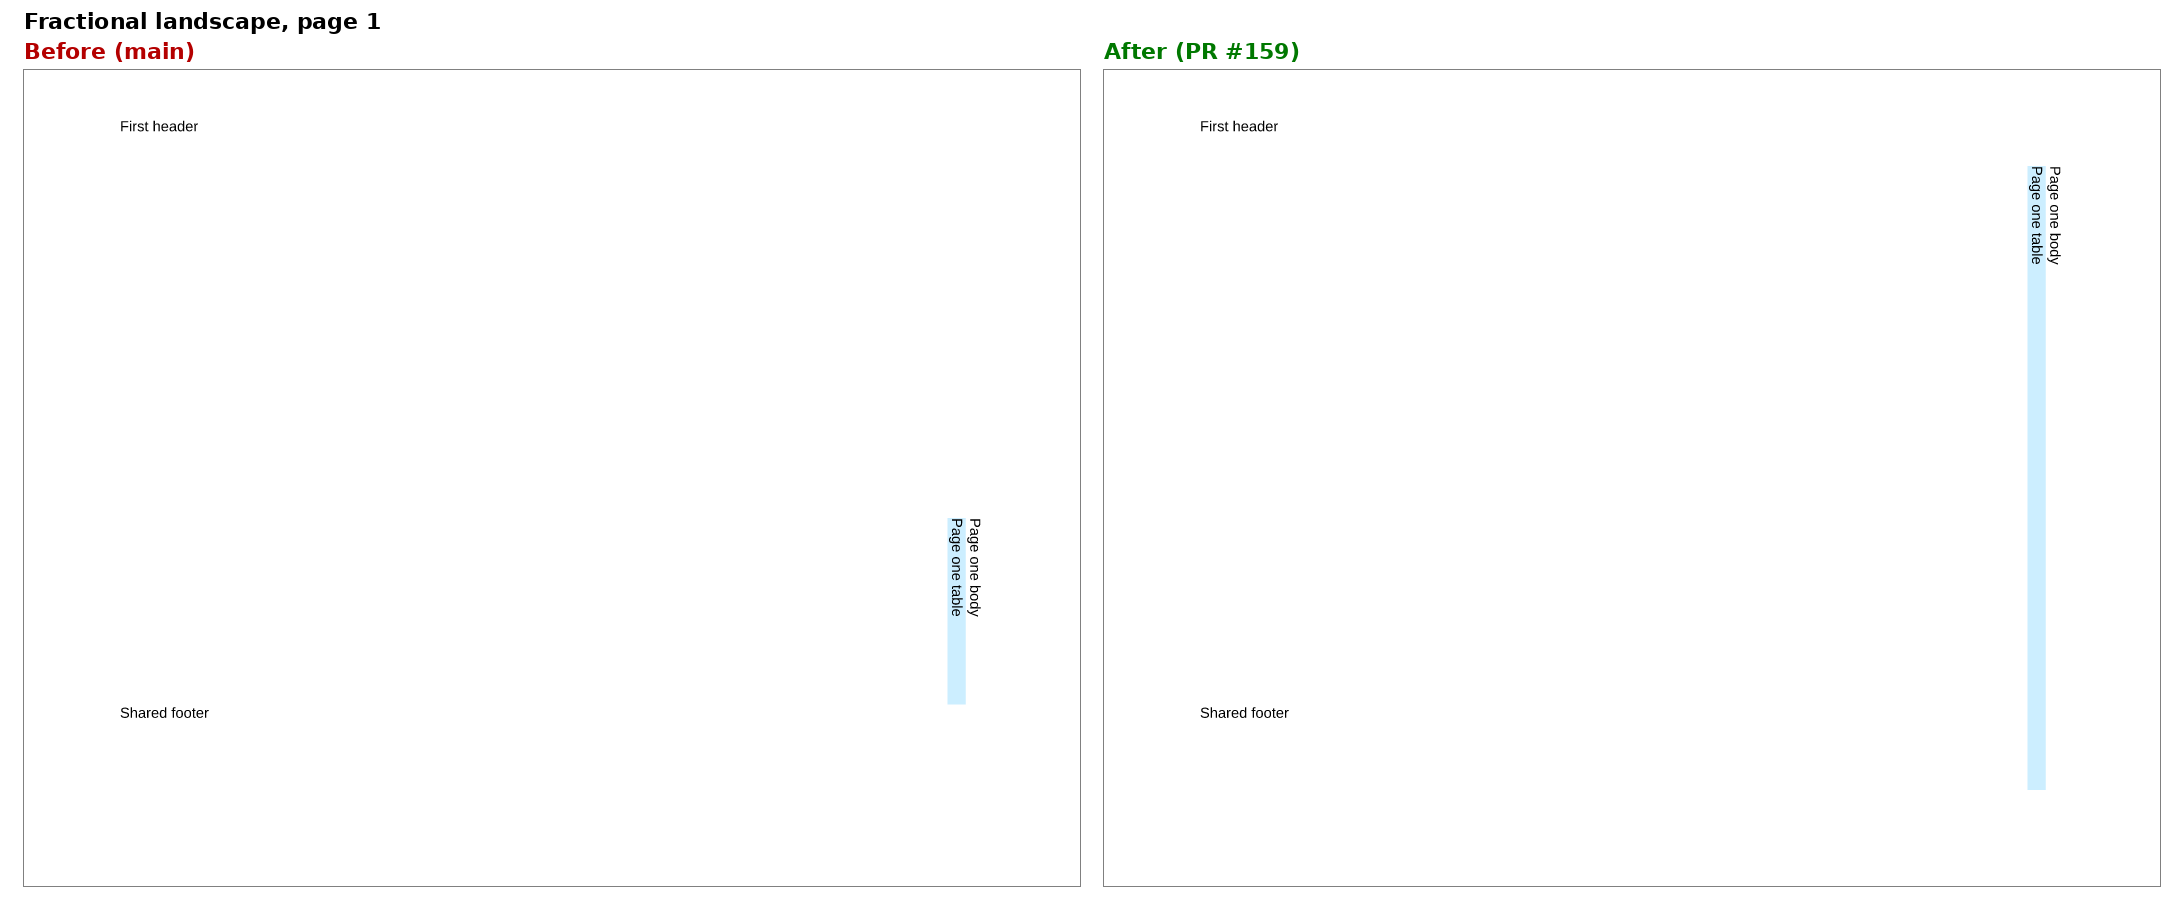 Fractional landscape, page 1
Before (main)
First header
Page one body
Page one table
Shared footer
After (PR #159)
First header
Page one body
Page one table
Shared footer